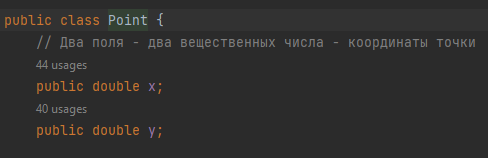 public class Point {
// Два поля - два вещественных числа - координаты точки
44 usages
public double x;
40 usages
public double y;